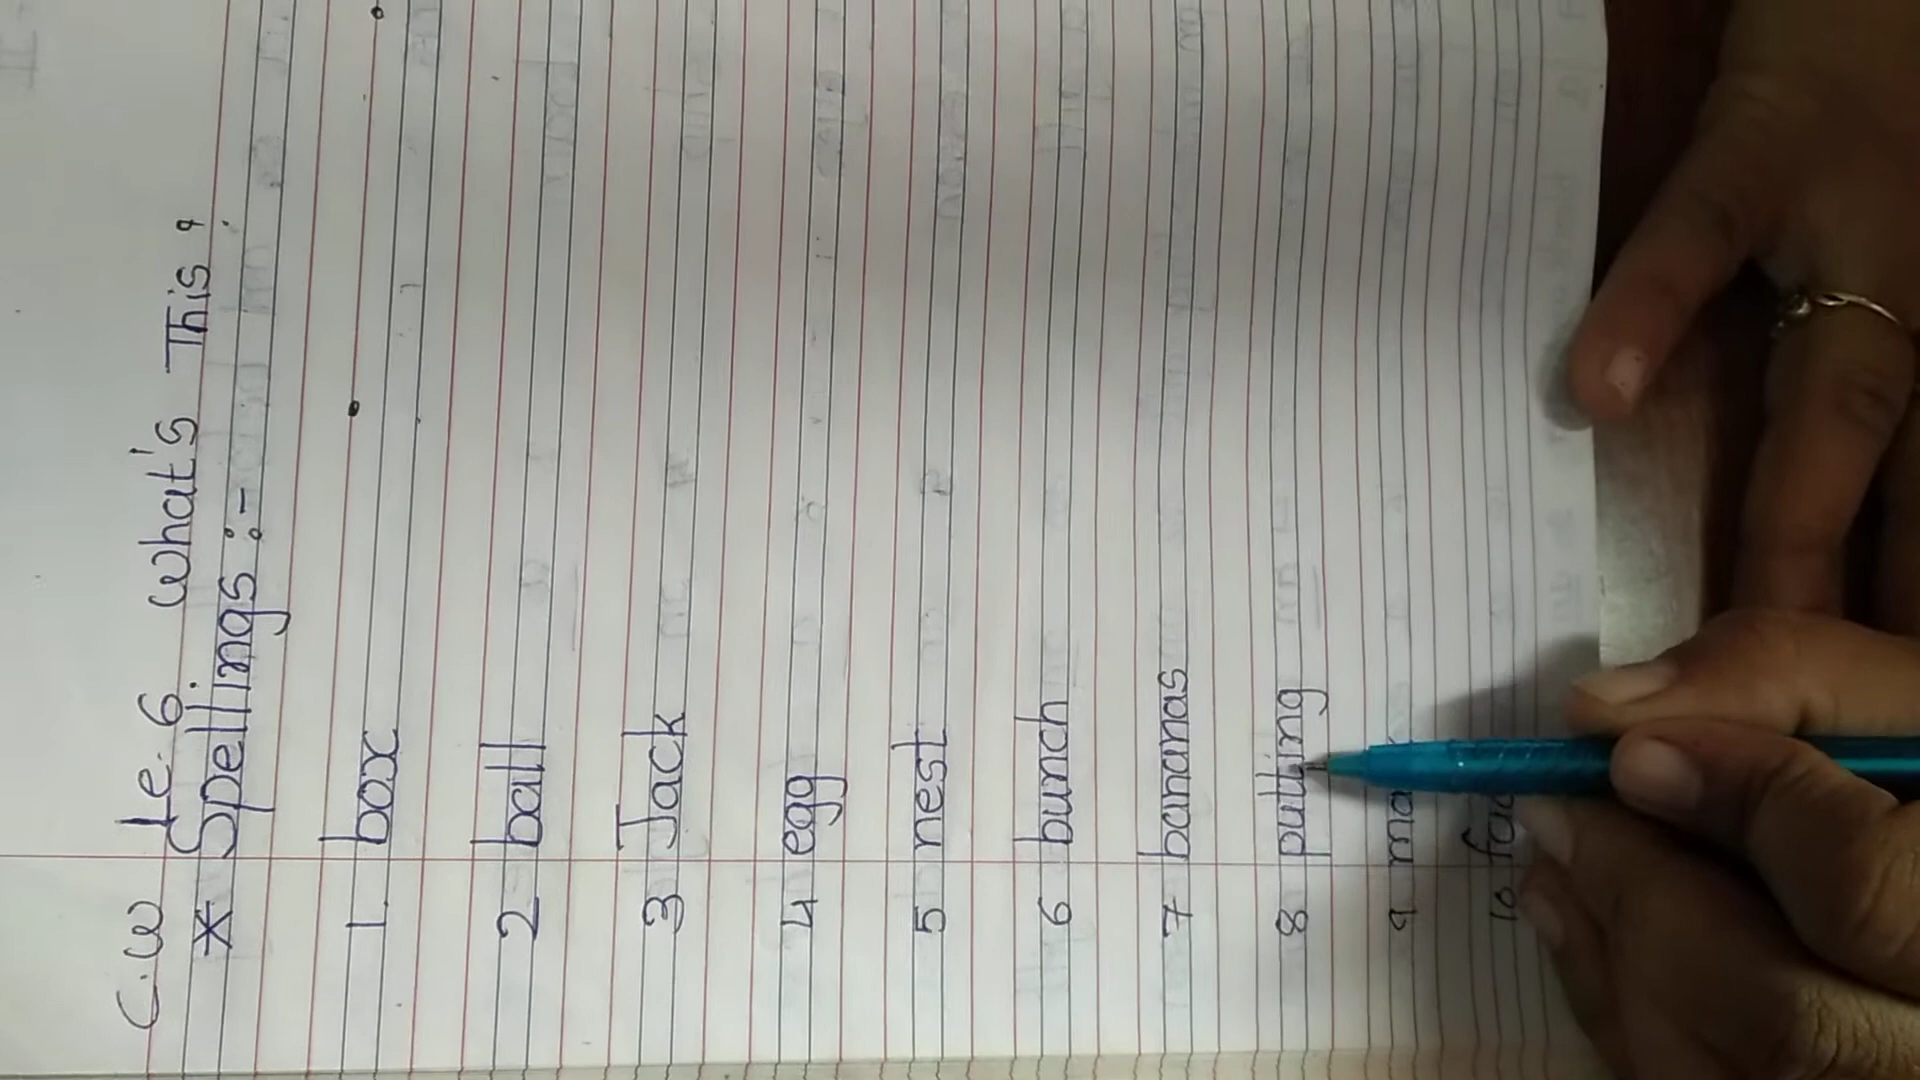 C.W Le. 6. What's This?
* Spellings :-
1 box
2 ball
3 Jack
4 egg
5 nest
6 bunch
7 bananas
8 pulling
9
10